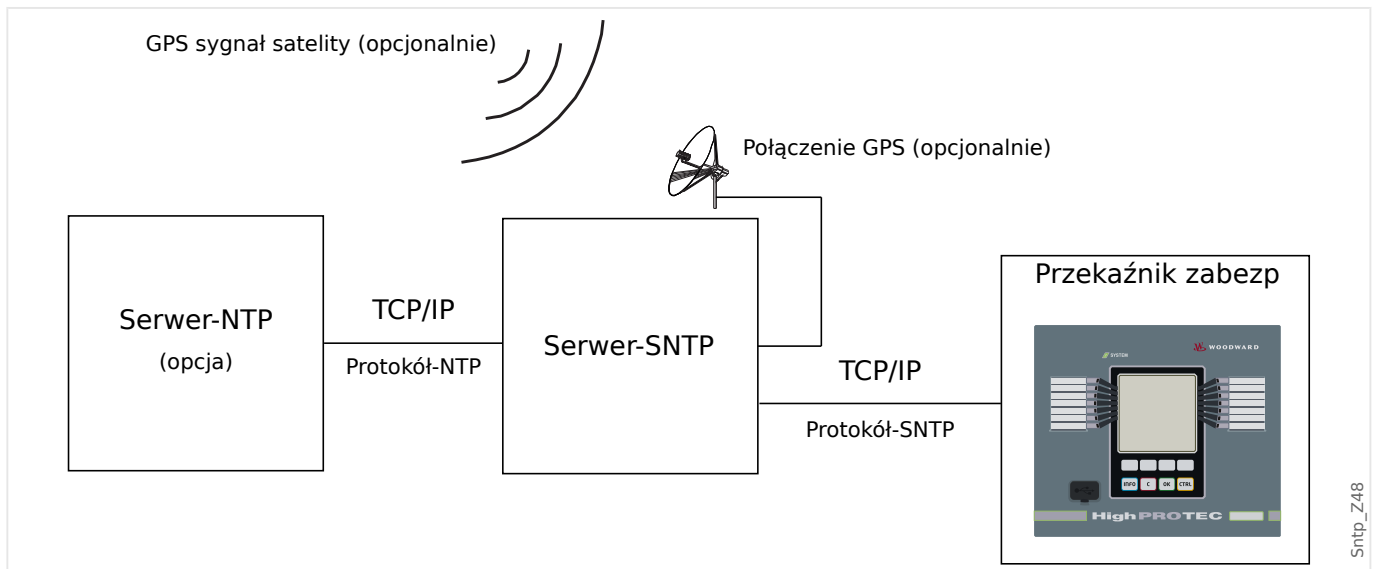 GPS sygnał satelity (opcjonalnie)
Połączenie GPS (opcjonalnie)
Serwer-NTP
(opcja)
TCP/IP
Protokół-NTP
Serwer-SNTP
TCP/IP
Protokół-SNTP
Przekaźnik zabezp
SYSTEM
WOODWARD
INFO C OK CTRL
HighPROTEC
Sntp_Z48